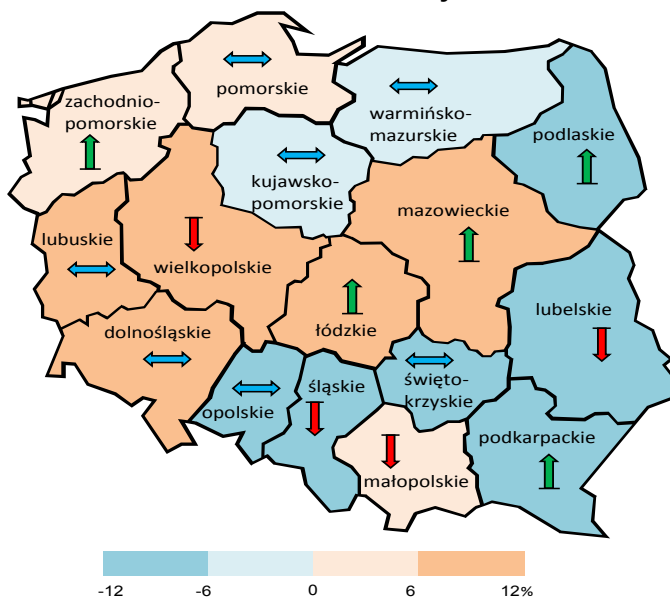 pomorskie
zachodnio-
pomorskie
warmińsko-
mazurskie
podlaskie
kujawsko-
pomorskie
mazowieckie
lubuskie
wielkopolskie
lubelskie
dolnośląskie
łódzkie
śląskie
święto-
krzyskie
opolskie
podkarpackie
małopolskie
-12 -6 0 6 12%